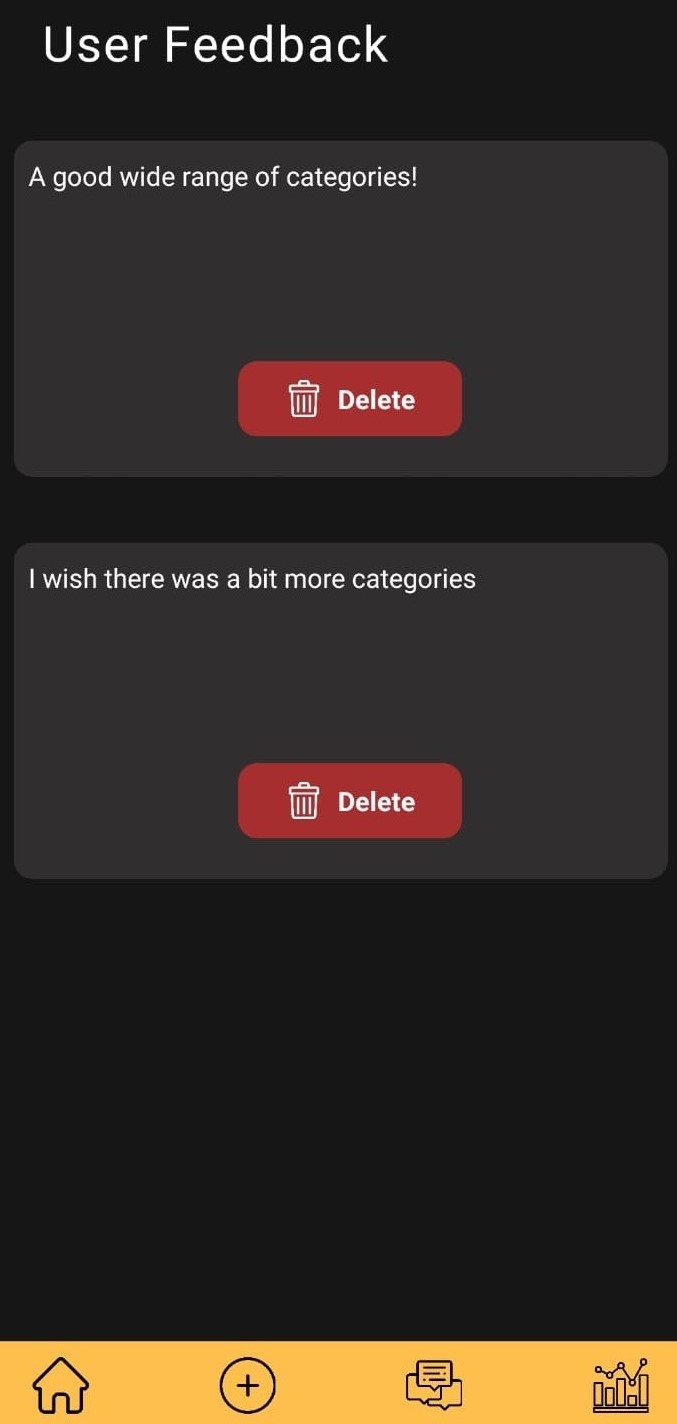 User Feedback
A good wide range of categories!
Delete
I wish there was a bit more categories
Delete